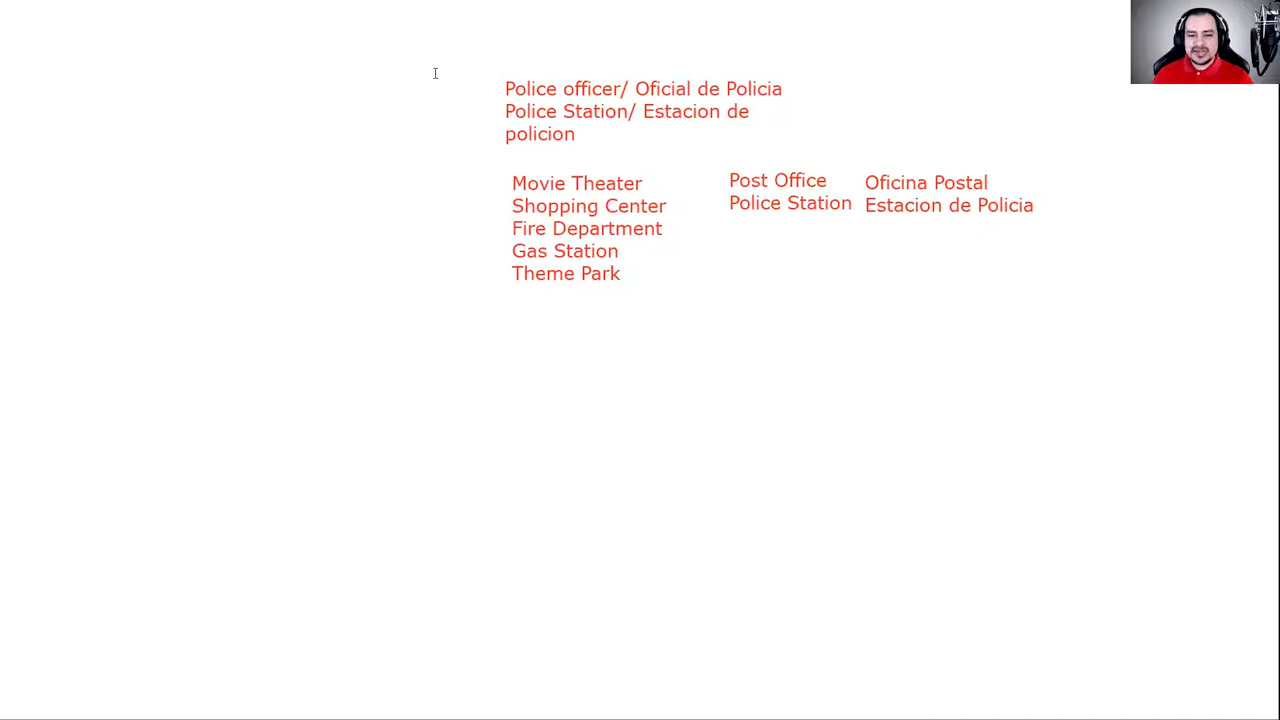 Police officer/ Oficial de Policia
Police Station/ Estacion de
policion
Movie Theater
Shopping Center
Fire Department
Gas Station
Theme Park
Post Office
Police Station
Oficina Postal
Estacion de Policia